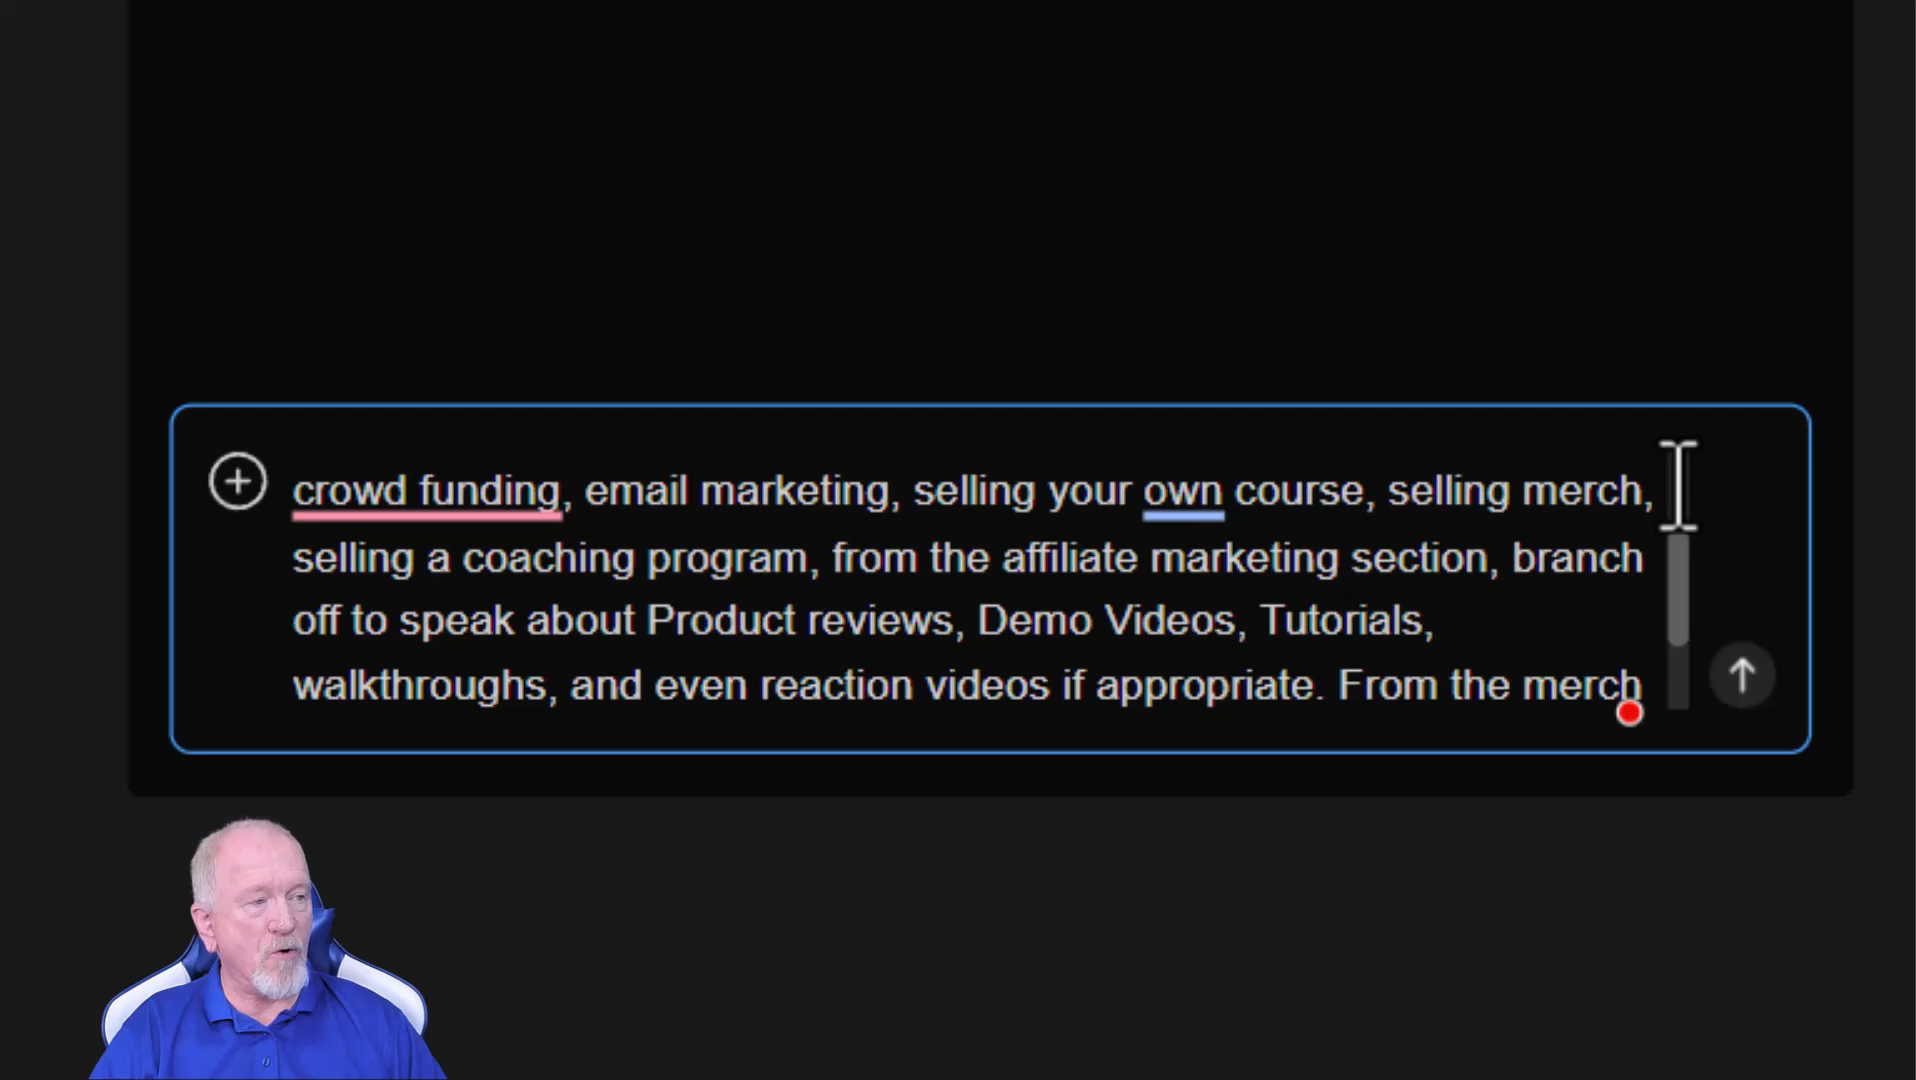 crowd funding, email marketing, selling your own course, selling merch,
selling a coaching program, from the affiliate marketing section, branch
off to speak about Product reviews, Demo Videos, Tutorials,
walkthroughs, and even reaction videos if appropriate. From the merch